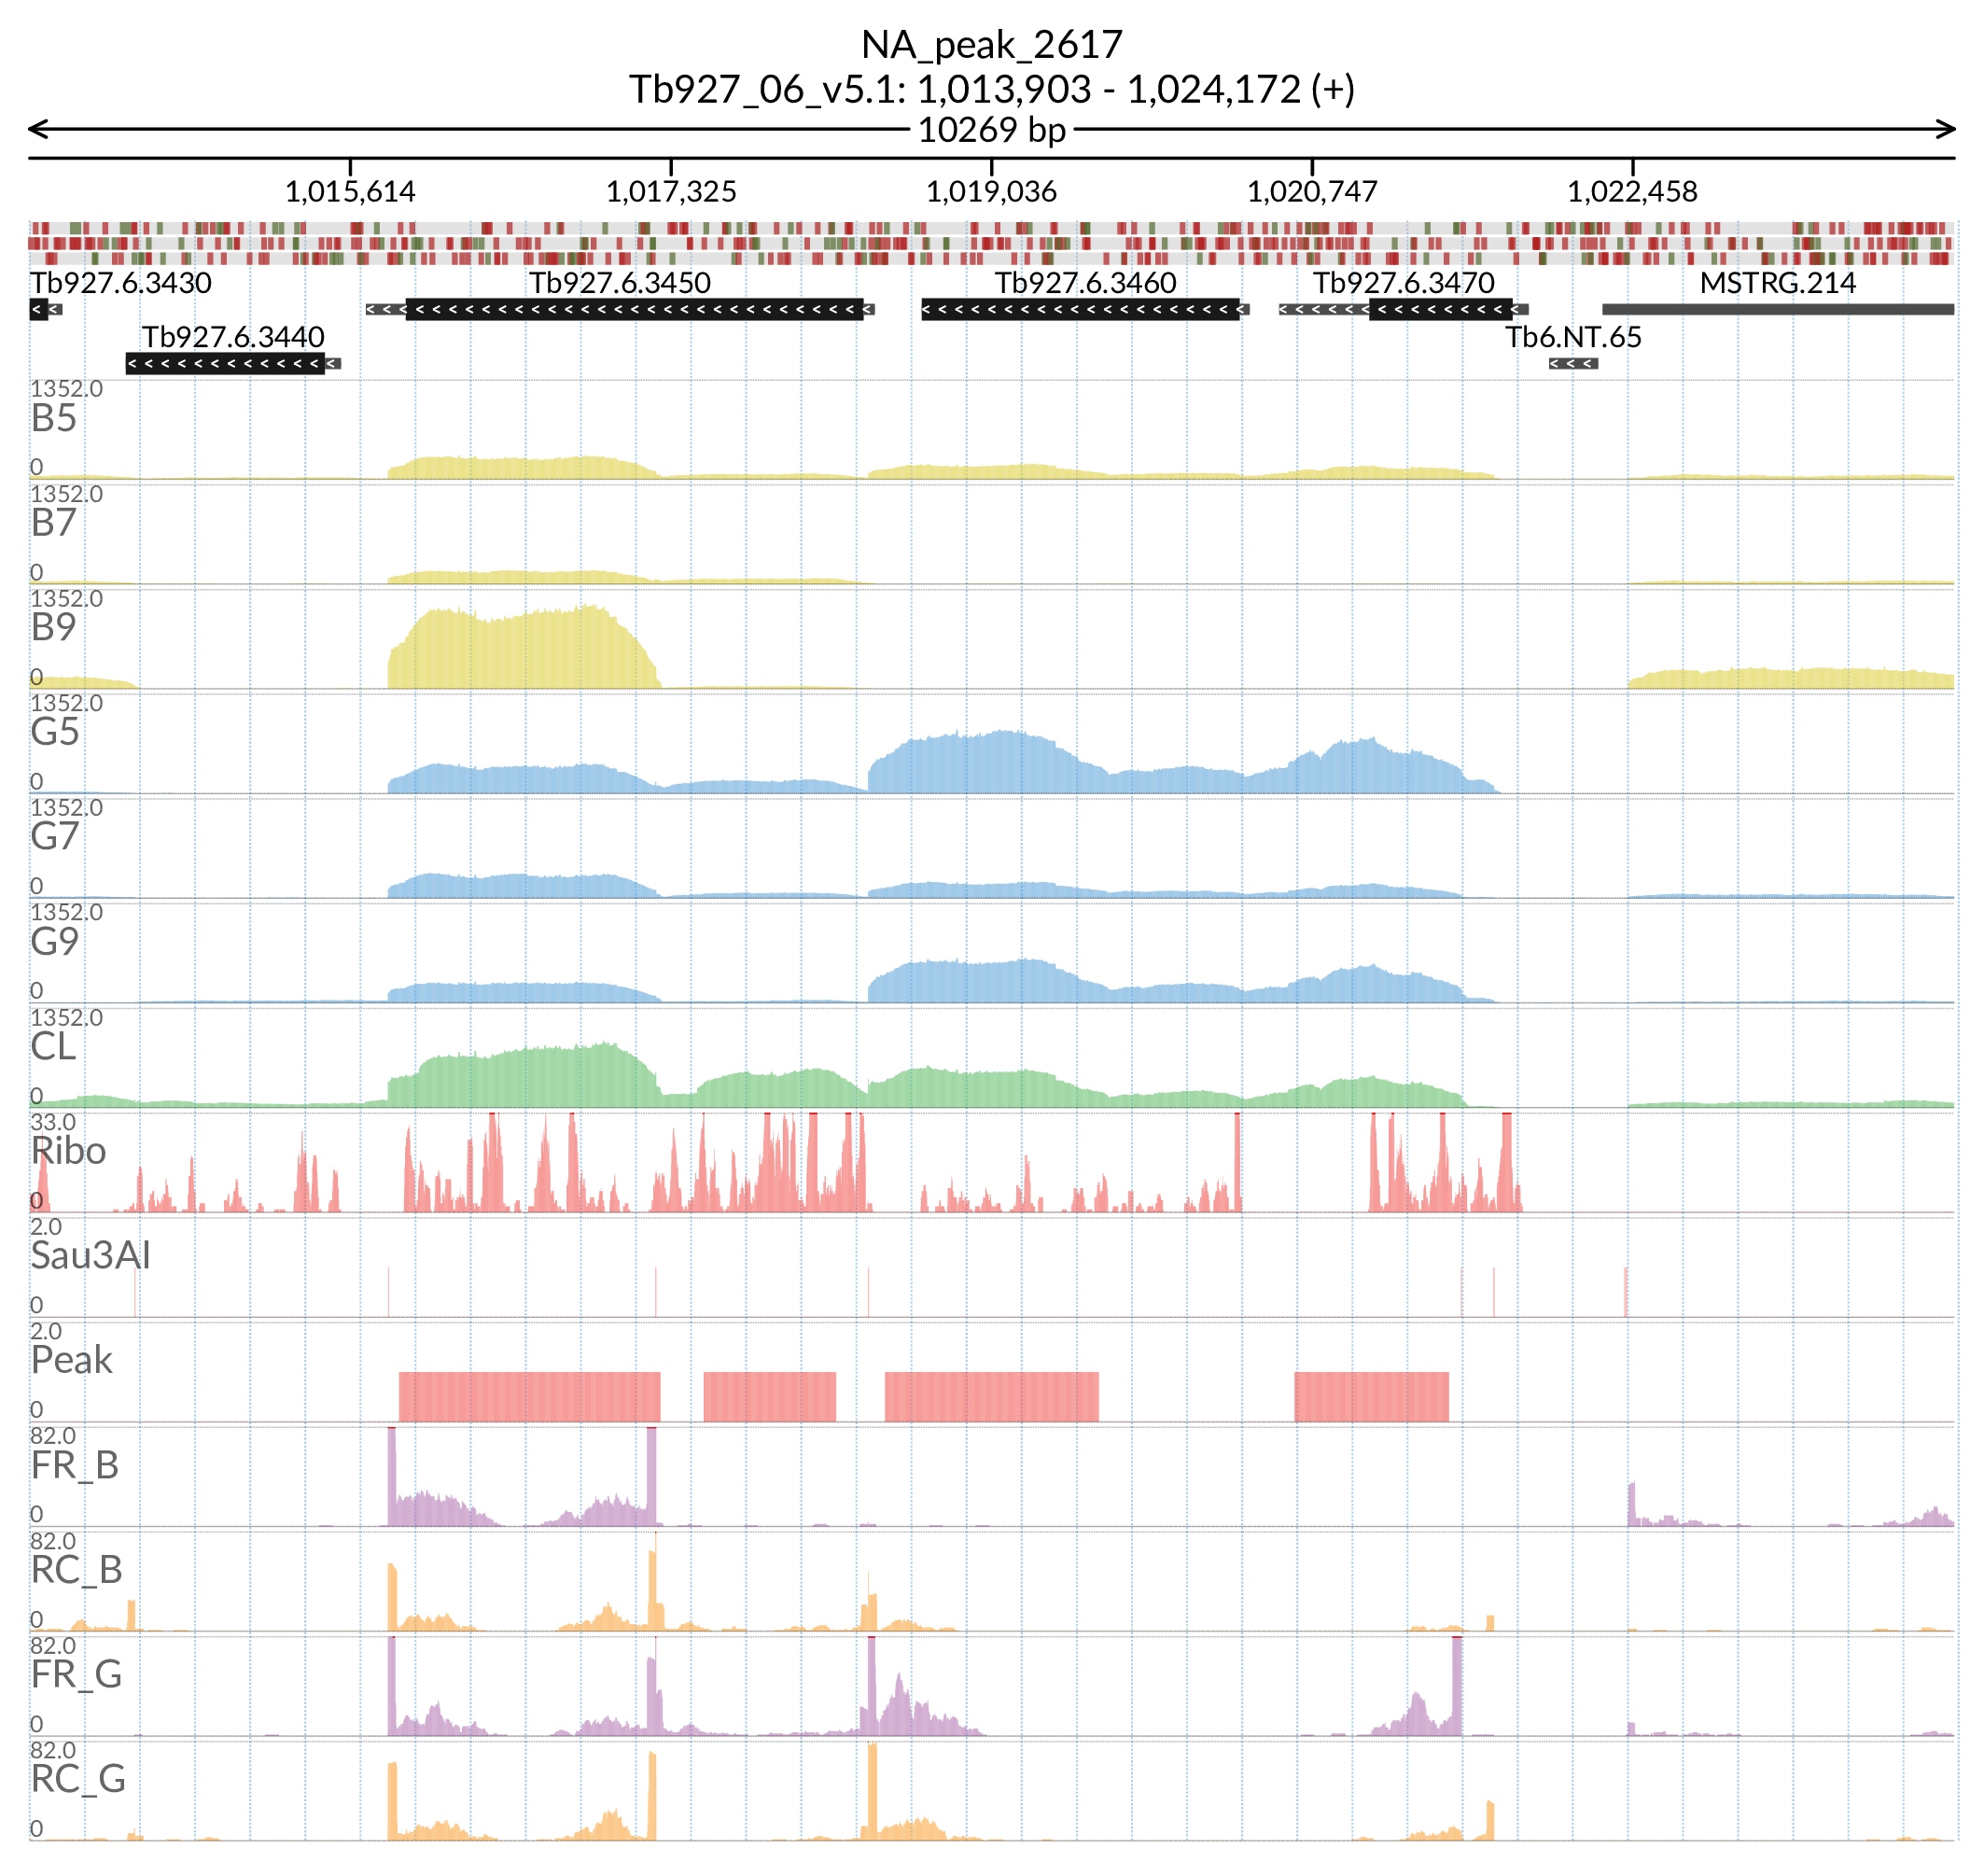 NA_peak_2617
Tb927_06_v5.1: 1,013,903 - 1,024,172 (+)
10269 bp
1,015,614 1,017,325 1,019,036 1,020,747 1,022,458
Tb927.6.3430 Tb927.6.3450 Tb927.6.3460 Tb927.6.3470 MSTRG.214
Tb927.6.3440 Tb6.NT.65
1352.0
B5
0
1352.0
B7
0
1352.0
B9
0
1352.0
G5
0
1352.0
G7
0
1352.0
G9
0
1352.0
CL
0
33.0
Ribo
0
2.0
Sau3AI
0
2.0
Peak
0
82.0
FR_B
0
82.0
RC_B
0
82.0
FR_G
0
82.0
RC_G
0